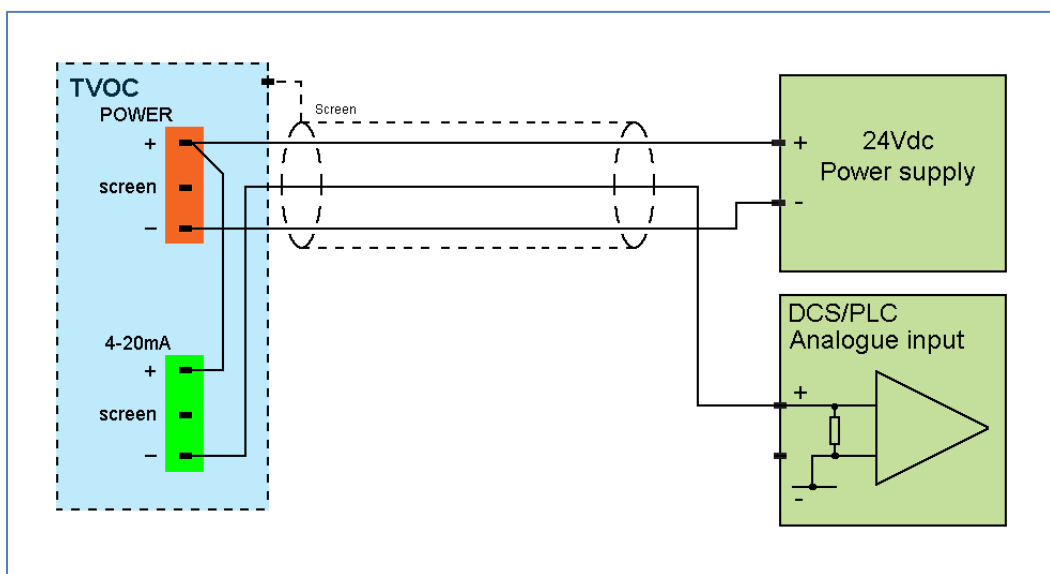 TVOC
POWER
+
screen
–
4-20mA
+
screen
–
Screen
24Vdc
Power supply
+
-
DCS/PLC
Analogue input
+
-